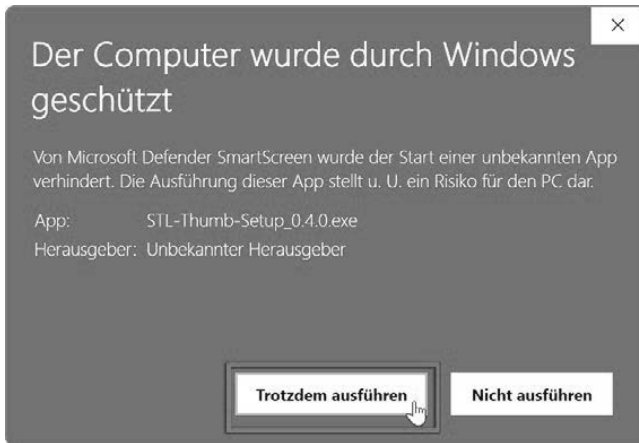 Der Computer wurde durch Windows
geschützt
Von Microsoft Defender SmartScreen wurde der Start einer unbekannten App
verhindert. Die Ausführung dieser App stellt u. U. ein Risiko für den PC dar.
App: STL-Thumb-Setup_0.4.0.exe
Herausgeber: Unbekannter Herausgeber
Trotzdem ausführen Nicht ausführen